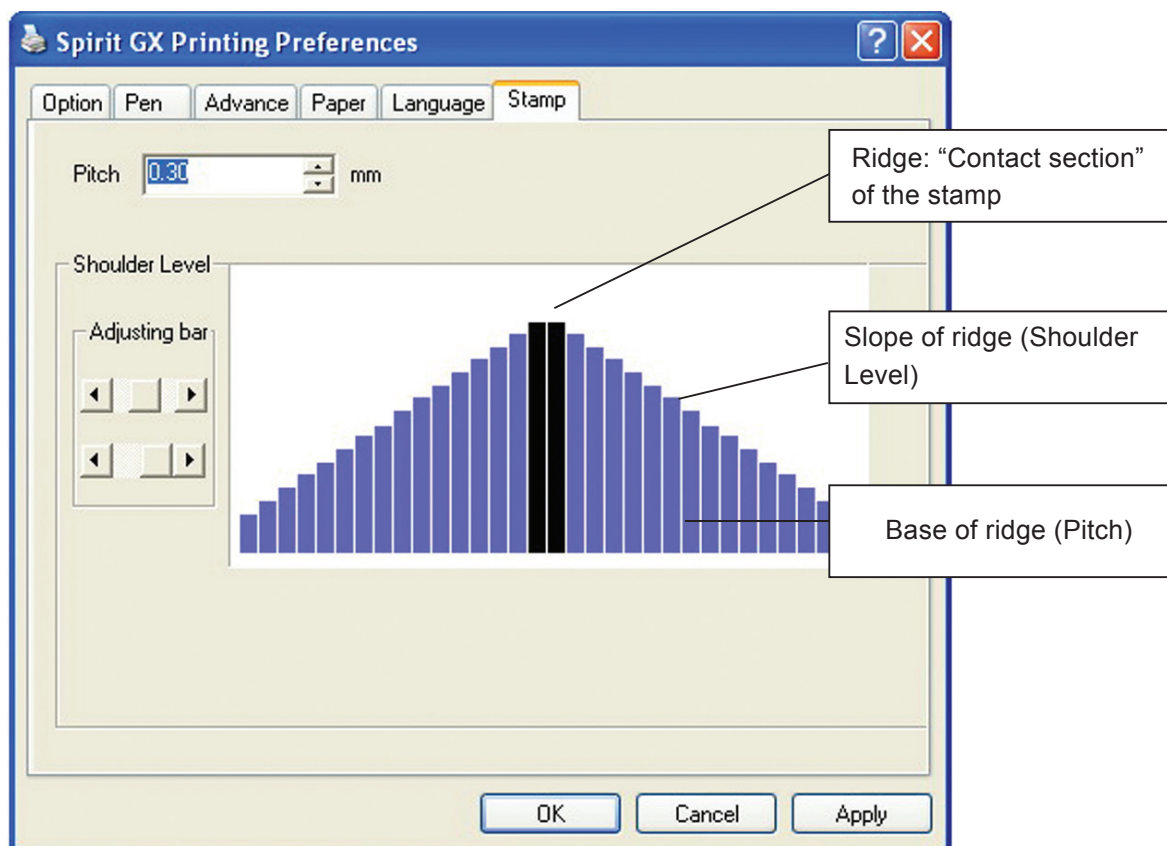 Spirit GX Printing Preferences
Option Pen Advance Paper Language Stamp
Pitch 0.30 mm
Ridge: “Contact section”
of the stamp
Shoulder Level
Adjusting bar
Slope of ridge (Shoulder
Level)
Base of ridge (Pitch)
OK Cancel Apply